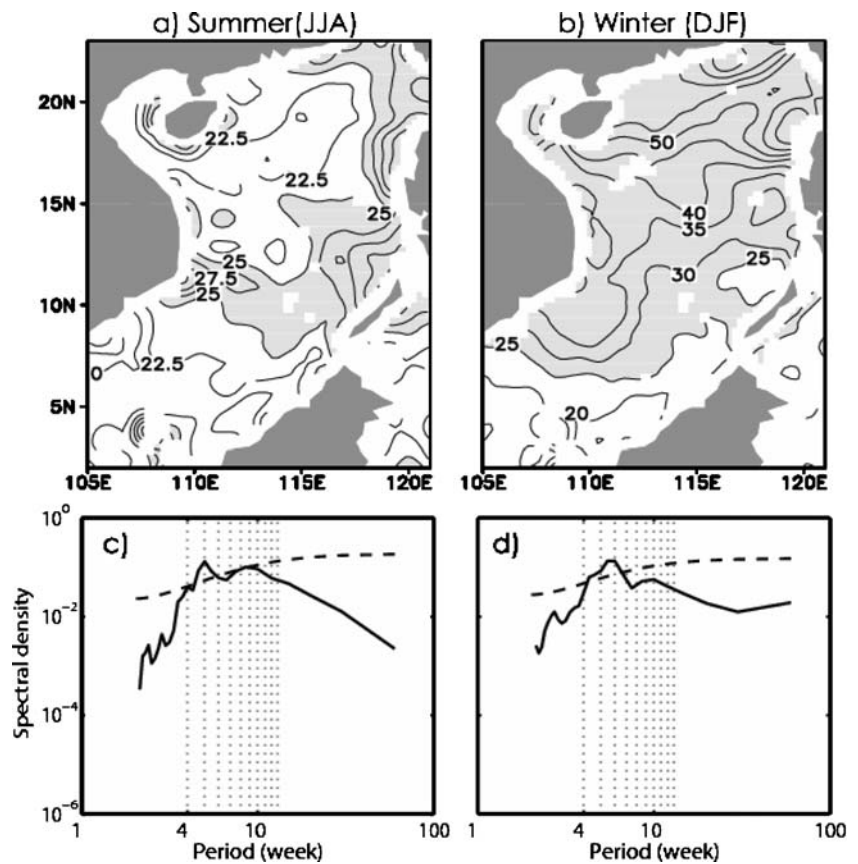 a) Summer(JJA)
b) Winter (DJF)
20N
15N
10N
5N
22.5
22.5
25
25
27.5
25
22.5
0
105E
110E
115E
120E
50
40
35
30
25
25
20
105E
110E
115E
120E
c)
d)
Spectral density
10⁰
10⁻²
10⁻⁴
10⁻⁶
1
4
10
100
Period (week)
1
4
10
100
Period (week)